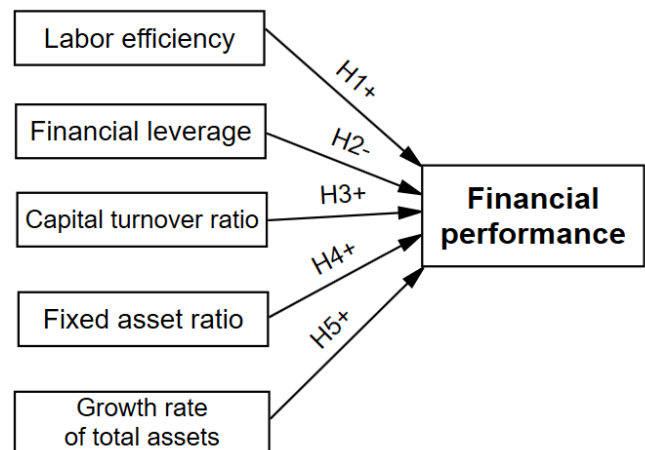 Labor efficiency
H1+
Financial leverage
H2-
Capital turnover ratio
H3+
Financial
performance
Fixed asset ratio
H4+
Growth rate
of total assets
H5+